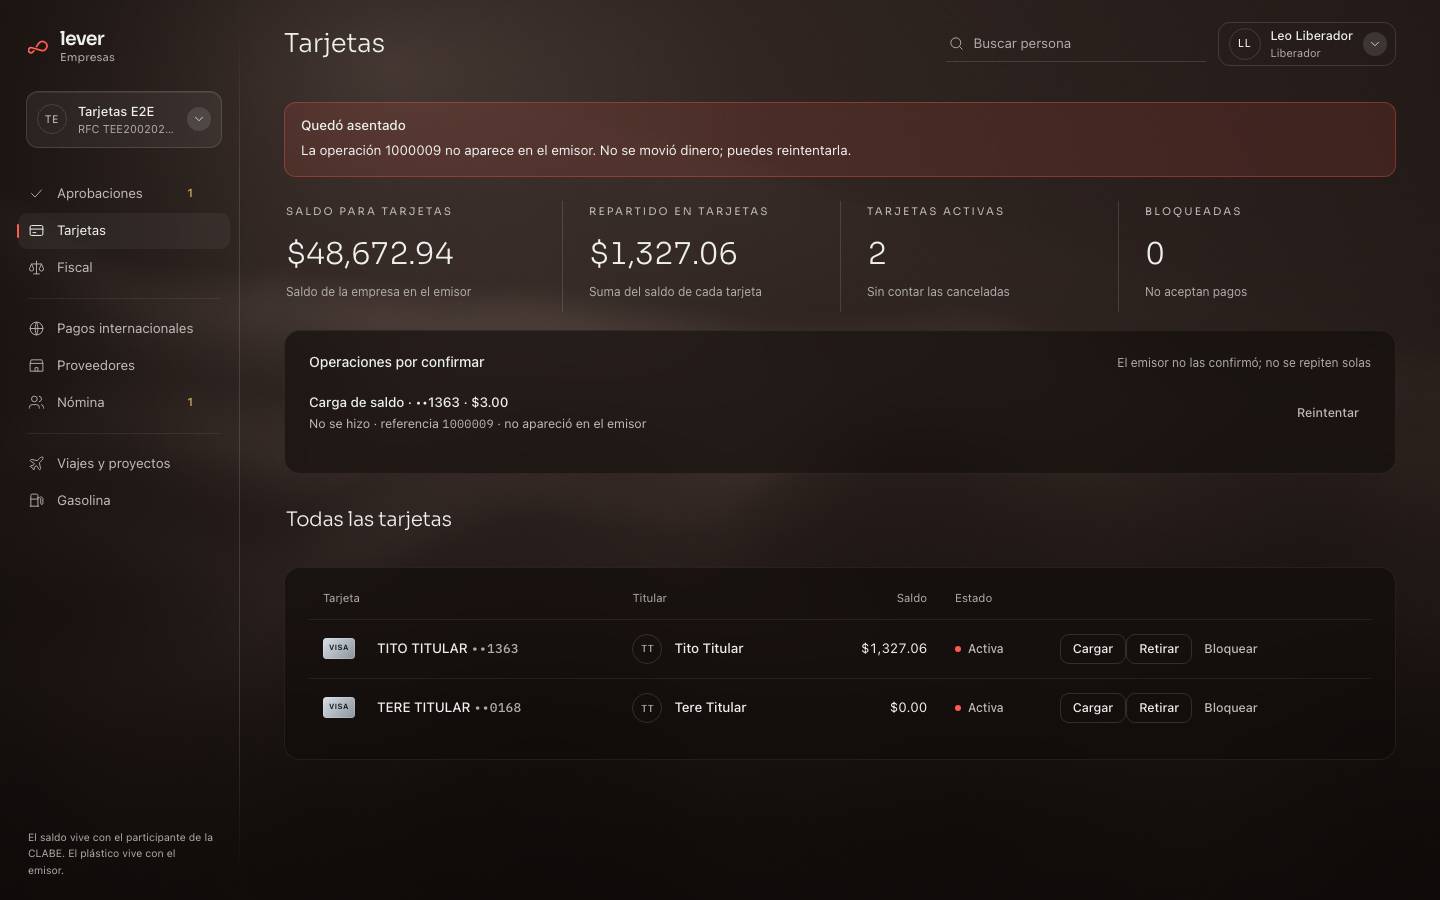 lever
Empresas
TE
Tarjetas E2E
RFC TEE200202...
Aprobaciones 1
Tarjetas
Fiscal
Pagos internacionales
Proveedores
Nómina 1
Viajes y proyectos
Gasolina
El saldo vive con el participante de la
CLABE. El plástico vive con el
emisor.
Tarjetas
Buscar persona
LL
Leo Liberador
Liberador
Quedó asentado
La operación 1000009 no aparece en el emisor. No se movió dinero; puedes reintentarla.
SALDO PARA TARJETAS
$48,672.94
Saldo de la empresa en el emisor
REPARTIDO EN TARJETAS
$1,327.06
Suma del saldo de cada tarjeta
TARJETAS ACTIVAS
2
Sin contar las canceladas
BLOQUEADAS
0
No aceptan pagos
Operaciones por confirmar
El emisor no las confirmó; no se repiten solas
Carga de saldo · ••1363 · $3.00
No se hizo · referencia 1000009 · no apareció en el emisor
Reintentar
Todas las tarjetas
Tarjeta Titular Saldo Estado
VISA TITO TITULAR ••1363 TT Tito Titular $1,327.06 Activa Cargar Retirar Bloquear
VISA TERE TITULAR ••0168 TT Tere Titular $0.00 Activa Cargar Retirar Bloquear